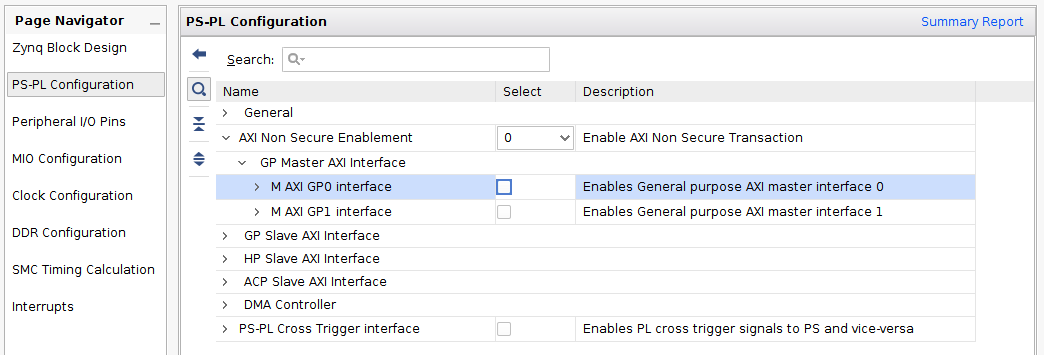 Page Navigator
Zynq Block Design
PS-PL Configuration
Peripheral I/O Pins
MIO Configuration
Clock Configuration
DDR Configuration
SMC Timing Calculation
Interrupts
PS-PL Configuration Summary Report
Search:
Name Select Description
General
AXI Non Secure Enablement 0 Enable AXI Non Secure Transaction
GP Master AXI Interface
M AXI GP0 interface Enables General purpose AXI master interface 0
M AXI GP1 interface Enables General purpose AXI master interface 1
GP Slave AXI Interface
HP Slave AXI Interface
ACP Slave AXI Interface
DMA Controller
PS-PL Cross Trigger interface Enables PL cross trigger signals to PS and vice-versa